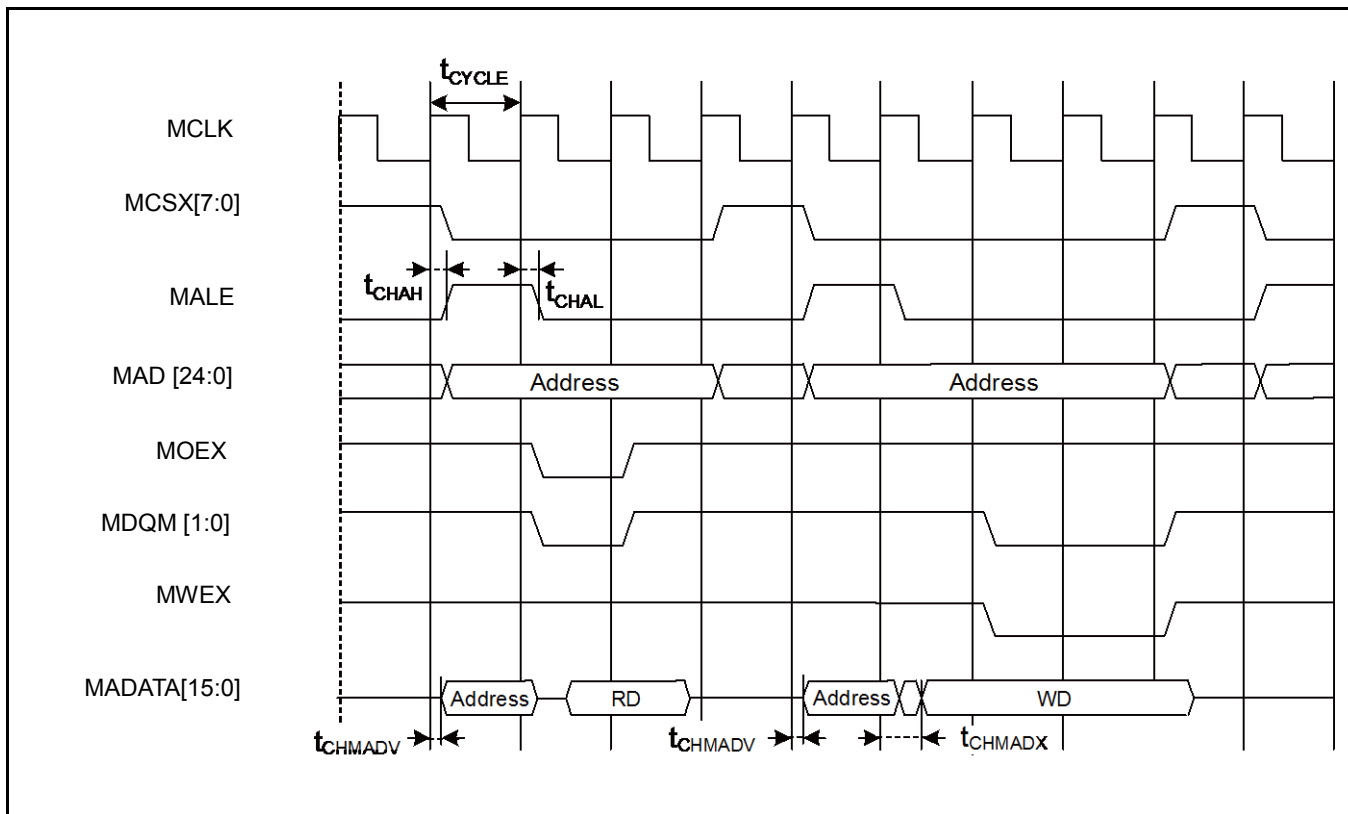 tCYCLE
MCLK
MCSX[7:0]
tCHAH
MALE
tCHAL
MAD [24:0]
Address
Address
MOEX
MDQM [1:0]
MWEX
MADATA[15:0]
Address
RD
Address
WD
tCHMADV
tCHMADV
tCHMADX